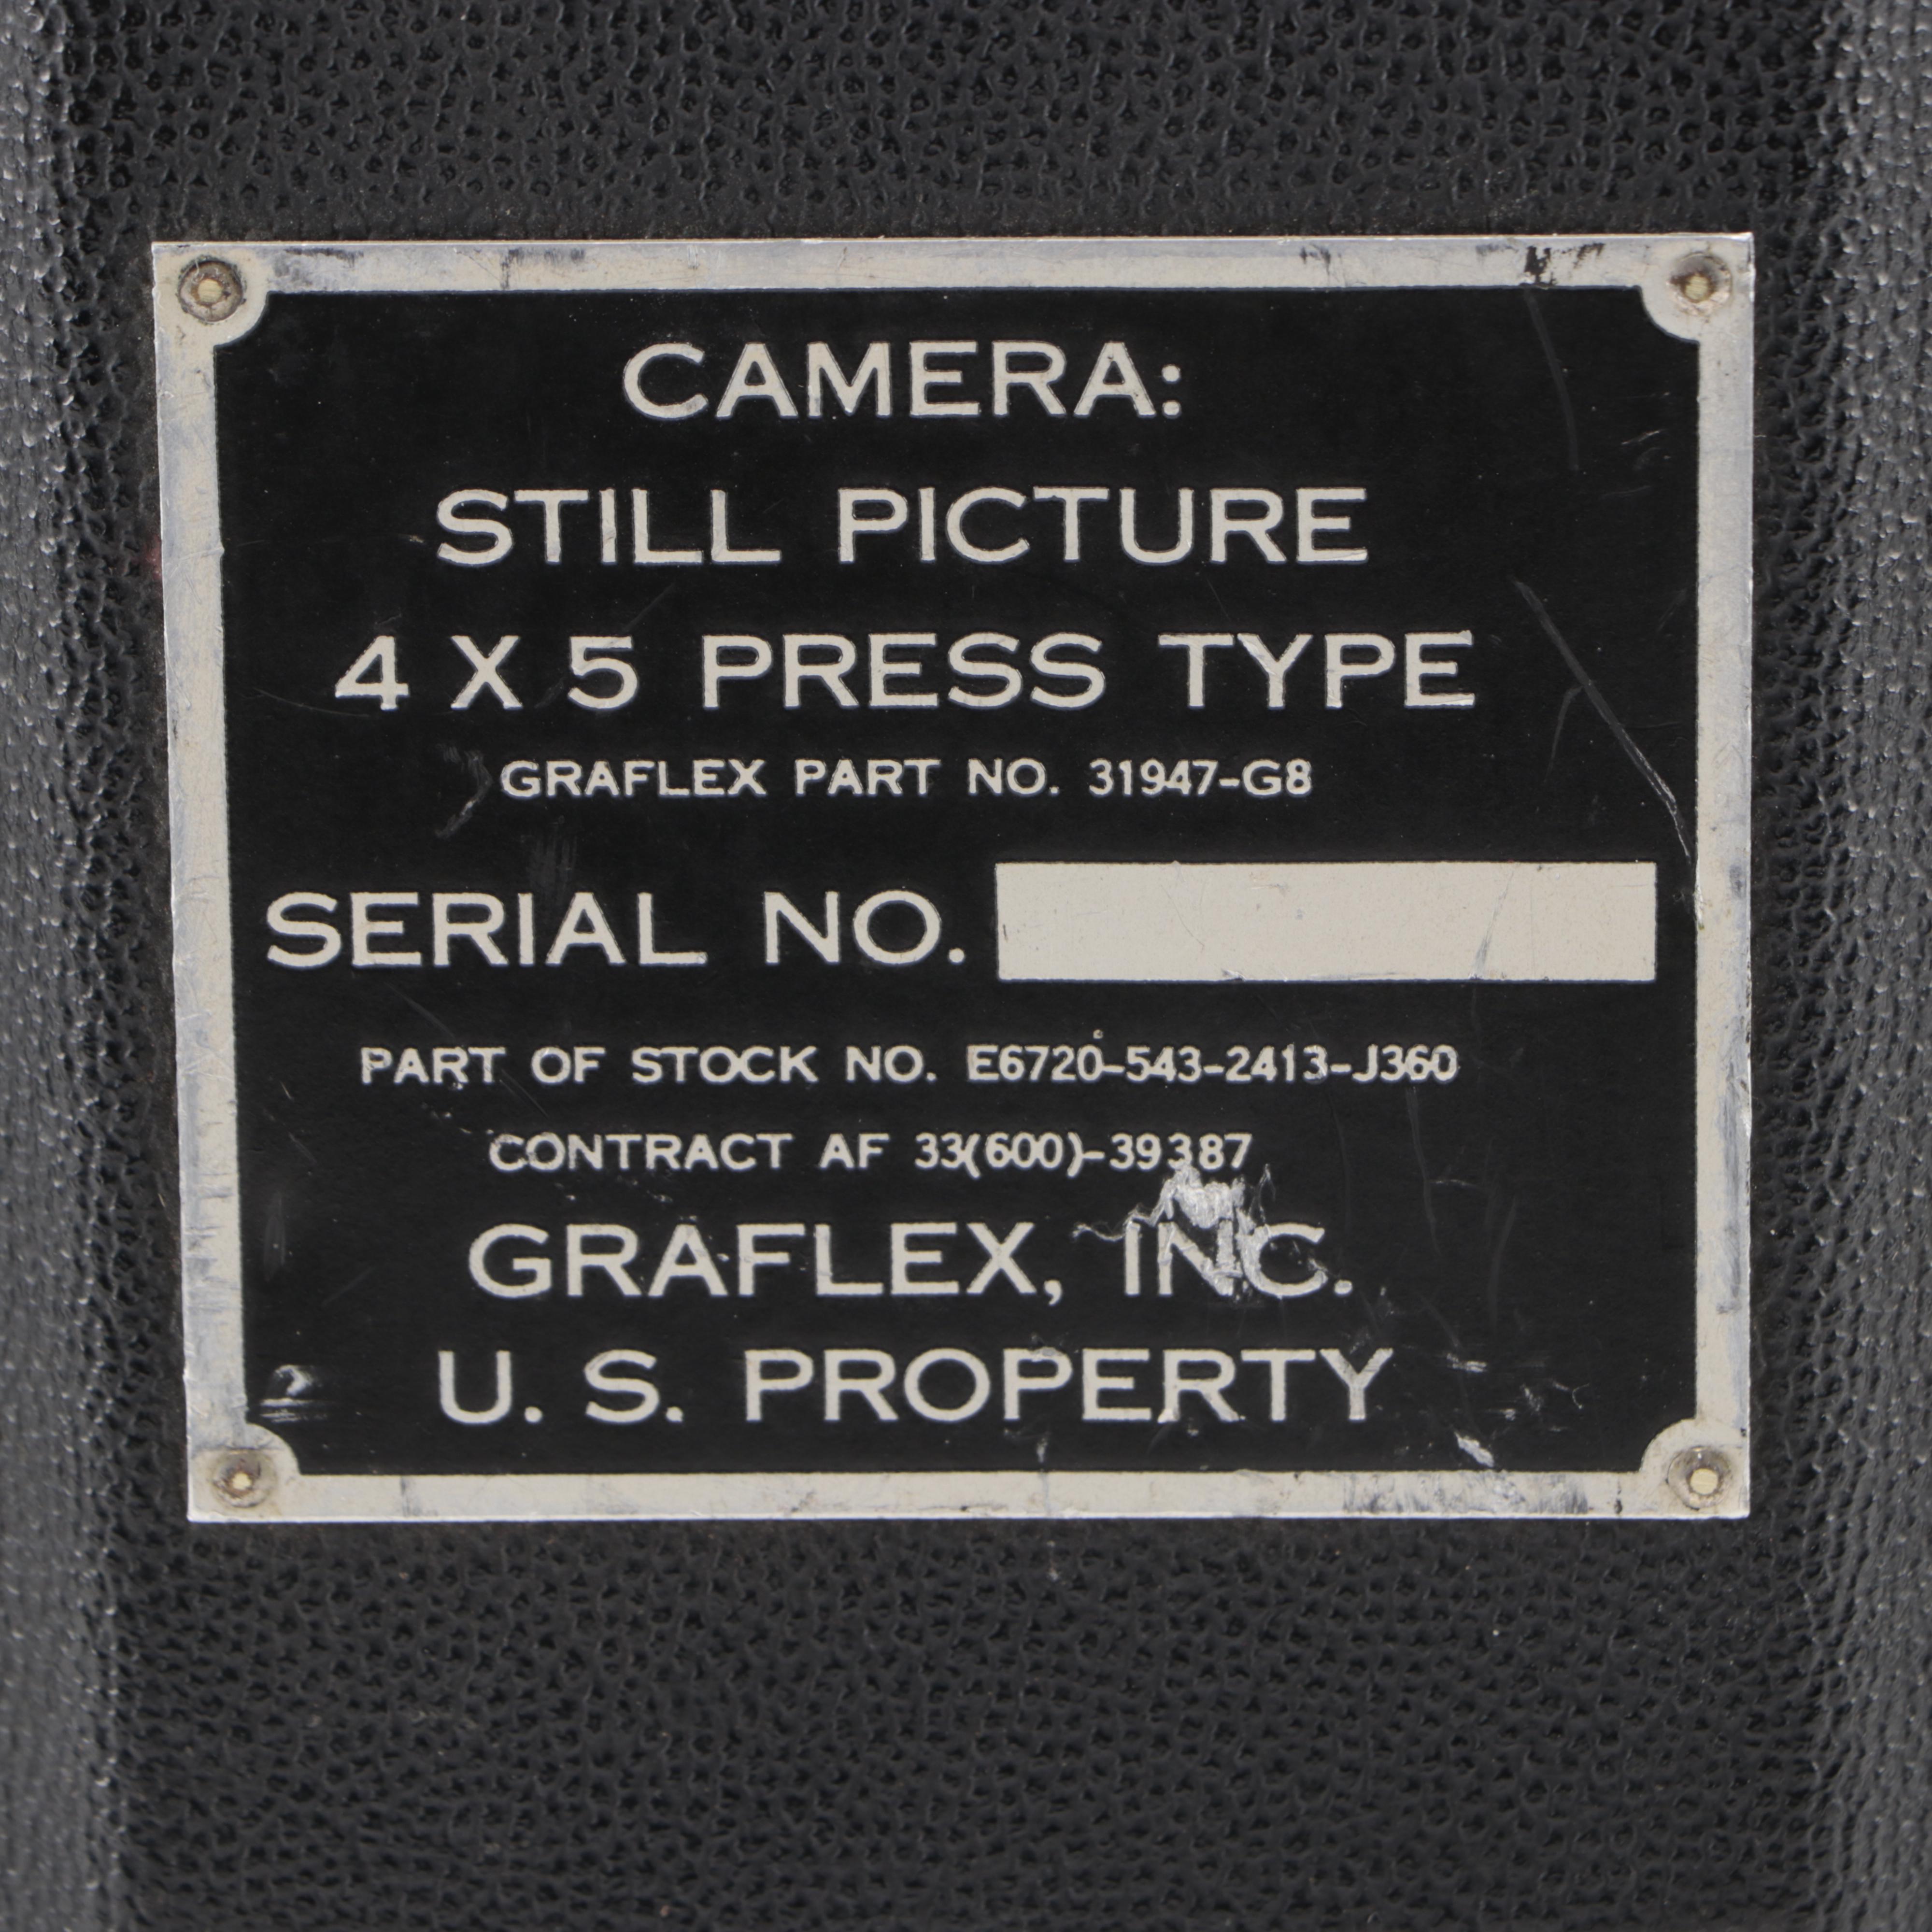 CAMERA:
STILL PICTURE
4 X 5 PRESS TYPE
GRAFLEX PART NO. 31947-G8
SERIAL NO.
PART OF STOCK NO. E6720-543-2413-J360
CONTRACT AF 33(600)-39387
GRAFLEX, INC.
U. S. PROPERTY